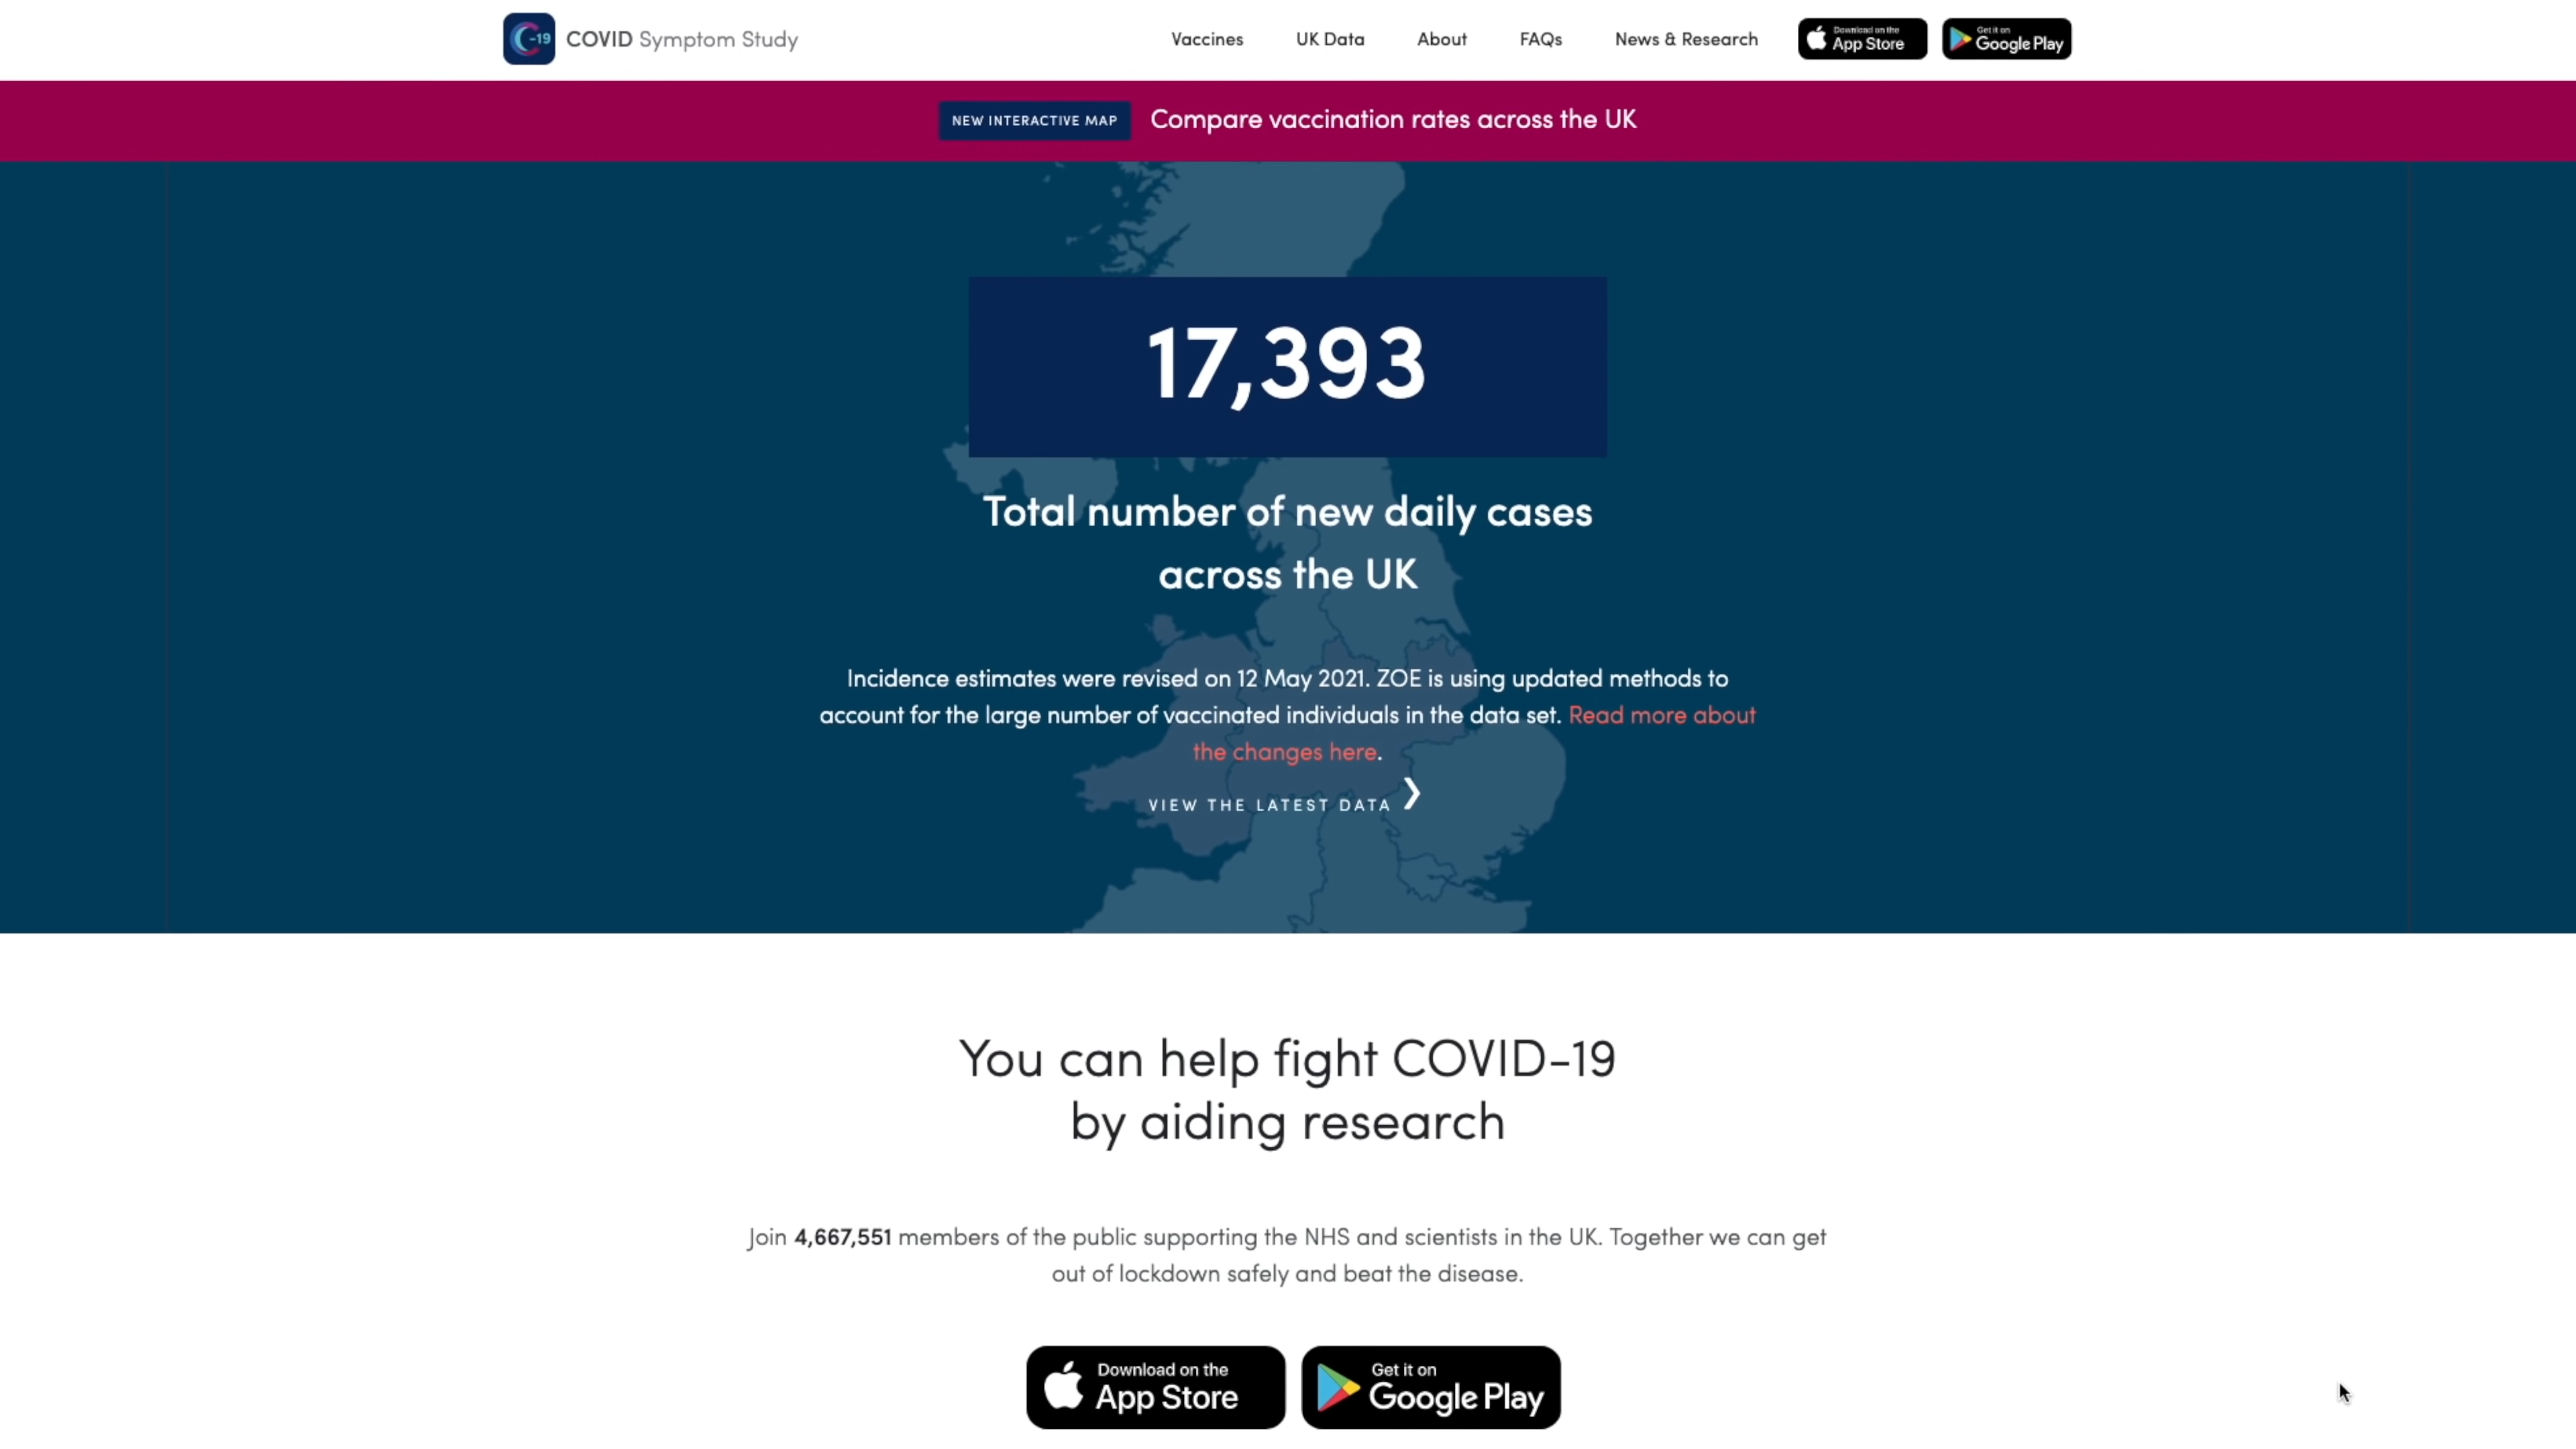 C-19 COVID Symptom Study
Vaccines
UK Data
About
FAQs
News & Research
Download on the
App Store
Get it on
Google Play
NEW INTERACTIVE MAP Compare vaccination rates across the UK
17,393
Total number of new daily cases
across the UK
Incidence estimates were revised on 12 May 2021. ZOE is using updated methods to
account for the large number of vaccinated individuals in the data set. Read more about
the changes here.
VIEW THE LATEST DATA
You can help fight COVID-19
by aiding research
Join 4,667,551 members of the public supporting the NHS and scientists in the UK. Together we can get
out of lockdown safely and beat the disease.
Download on the
App Store
Get it on
Google Play